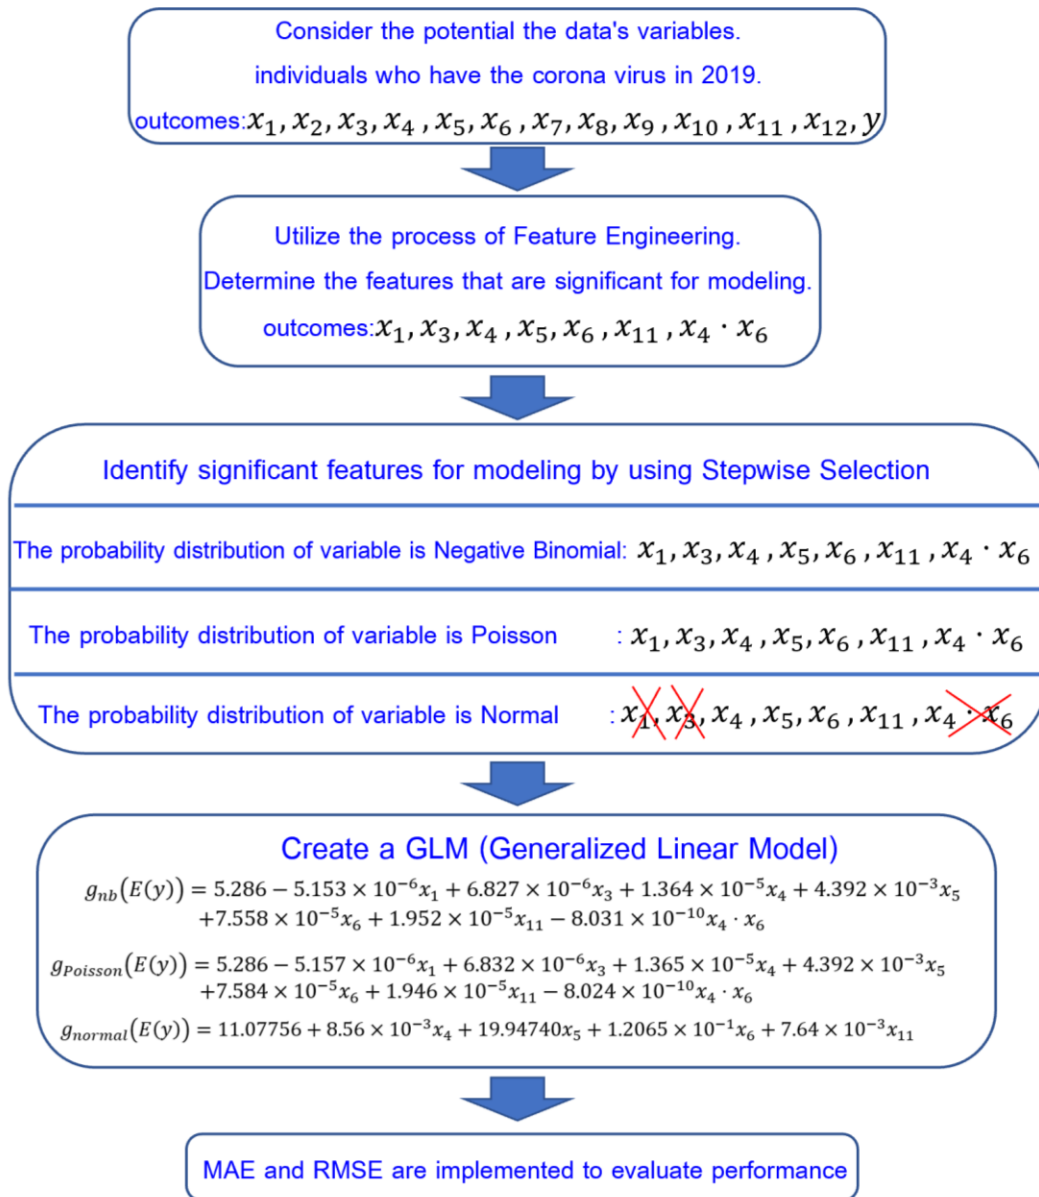 Consider the potential the data's variables.
individuals who have the corona virus in 2019.
outcomes:x₁, x₂, x₃, x₄ , x₅, x₆ , x₇, x₈, x₉ , x₁₀ , x₁₁ , x₁₂, y
Utilize the process of Feature Engineering.
Determine the features that are significant for modeling.
outcomes:x₁, x₃, x₄ , x₅, x₆ , x₁₁ , x₄ · x₆
Identify significant features for modeling by using Stepwise Selection
The probability distribution of variable is Negative Binomial: x₁, x₃, x₄ , x₅, x₆ , x₁₁ , x₄ · x₆
The probability distribution of variable is Poisson : x₁, x₃, x₄ , x₅, x₆ , x₁₁ , x₄ · x₆
The probability distribution of variable is Normal : x₁, x₃, x₄ , x₅, x₆ , x₁₁ , x₄ · x₆
Create a GLM (Generalized Linear Model)
g_nb(E(y)) = 5.286 − 5.153 × 10⁻⁶x₁ + 6.827 × 10⁻⁶x₃ + 1.364 × 10⁻⁵x₄ + 4.392 × 10⁻³x₅
+7.558 × 10⁻⁵x₆ + 1.952 × 10⁻⁵x₁₁ − 8.031 × 10⁻¹⁰x₄ · x₆
g_Poisson(E(y)) = 5.286 − 5.157 × 10⁻⁶x₁ + 6.832 × 10⁻⁶x₃ + 1.365 × 10⁻⁵x₄ + 4.392 × 10⁻³x₅
+7.584 × 10⁻⁵x₆ + 1.946 × 10⁻⁵x₁₁ − 8.024 × 10⁻¹⁰x₄ · x₆
g_normal(E(y)) = 11.07756 + 8.56 × 10⁻³x₄ + 19.94740x₅ + 1.2065 × 10⁻¹x₆ + 7.64 × 10⁻³x₁₁
MAE and RMSE are implemented to evaluate performance